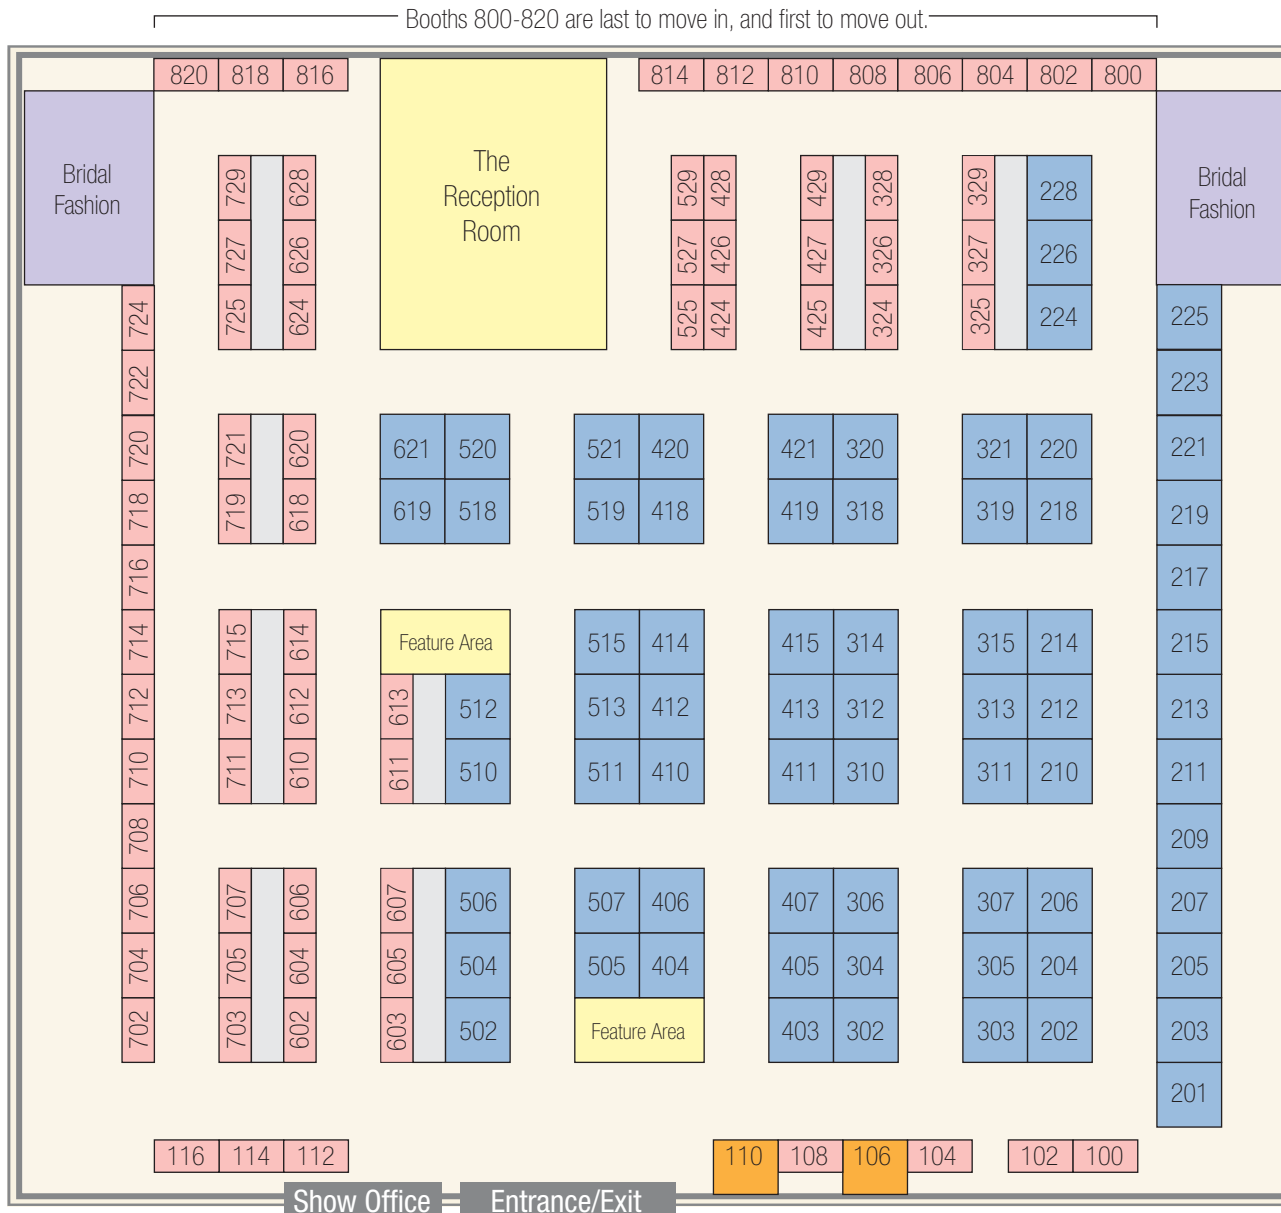 Booths 800-820 are last to move in, and first to move out.
820 818 816 814 812 810 808 806 804 802 800
Bridal
Fashion
The
Reception
Room
Bridal
Fashion
729 628 529 428 429 328 329 228
727 626 527 426 427 326 327 226
725 624 525 424 425 324 325 224
724 225
722 223
720 721 620 621 520 521 420 421 320 321 220 221
718 719 618 619 518 519 418 419 318 319 218 219
716 217
714 715 614 Feature Area 515 414 415 314 315 214 215
712 713 612 613 512 513 412 413 312 313 212 213
710 711 610 611 510 511 410 411 310 311 210 211
708 209
706 707 606 607 506 507 406 407 306 307 206 207
704 705 604 605 504 505 404 405 304 305 204 205
702 703 602 603 502 Feature Area 403 302 303 202 203
201
116 114 112 110 108 106 104 102 100
Show Office Entrance/Exit